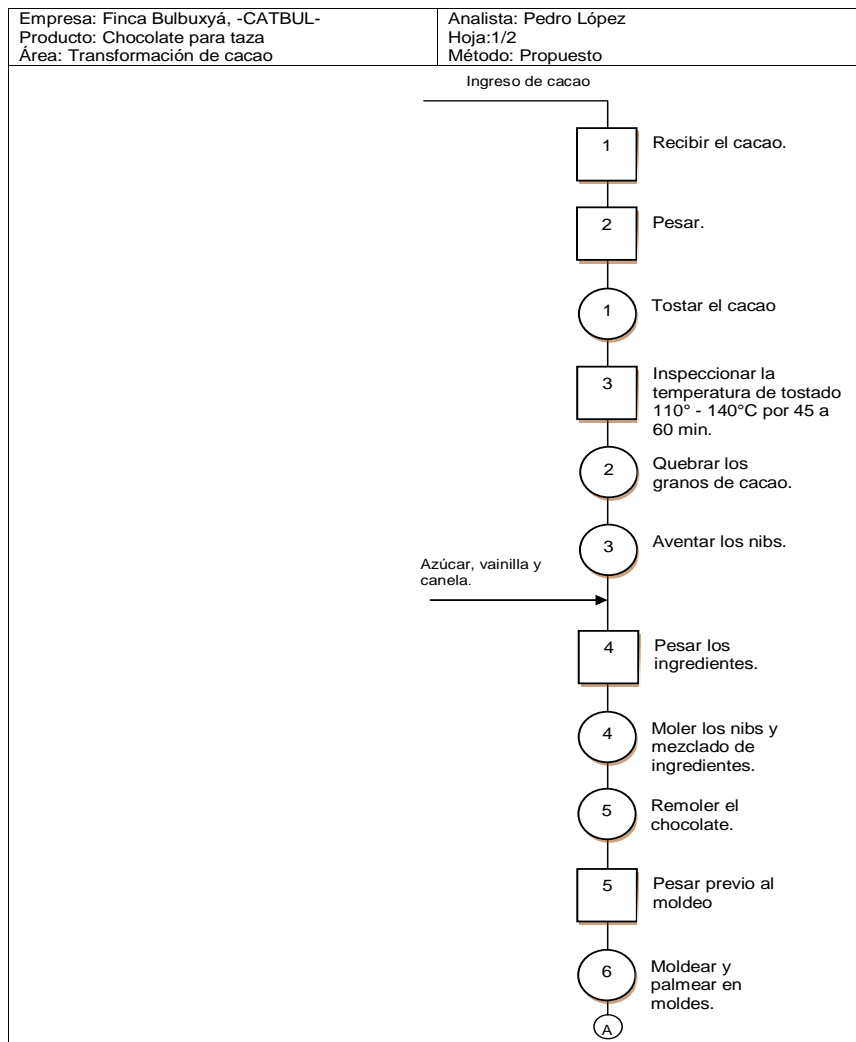 Empresa: Finca Bulbuxyá, -CATBUL-
Producto: Chocolate para taza
Área: Transformación de cacao
Analista: Pedro López
Hoja:1/2
Método: Propuesto
Ingreso de cacao
1
Recibir el cacao.
2
Pesar.
1
Tostar el cacao
3
Inspeccionar la
temperatura de tostado
110° - 140°C por 45 a
60 min.
2
Quebrar los
granos de cacao.
3
Aventar los nibs.
Azúcar, vainilla y
canela.
4
Pesar los
ingredientes.
4
Moler los nibs y
mezclado de
ingredientes.
5
Remoler el
chocolate.
5
Pesar previo al
moldeo
6
Moldear y
palmear en
moldes.
A